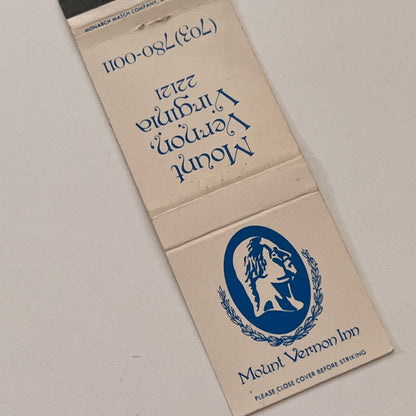 MONARCH MATCH COMPANY,
Mount
Vernon,
Virginia
22121
(703) 780-0011
Mount Vernon Inn
PLEASE CLOSE COVER BEFORE STRIKING